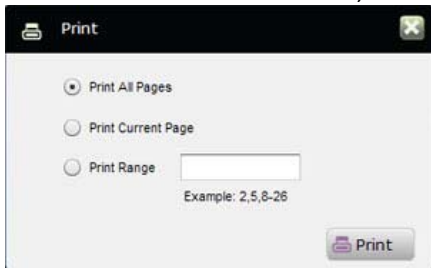 Print
Print All Pages
Print Current Page
Print Range
Example: 2,5,8-26
Print